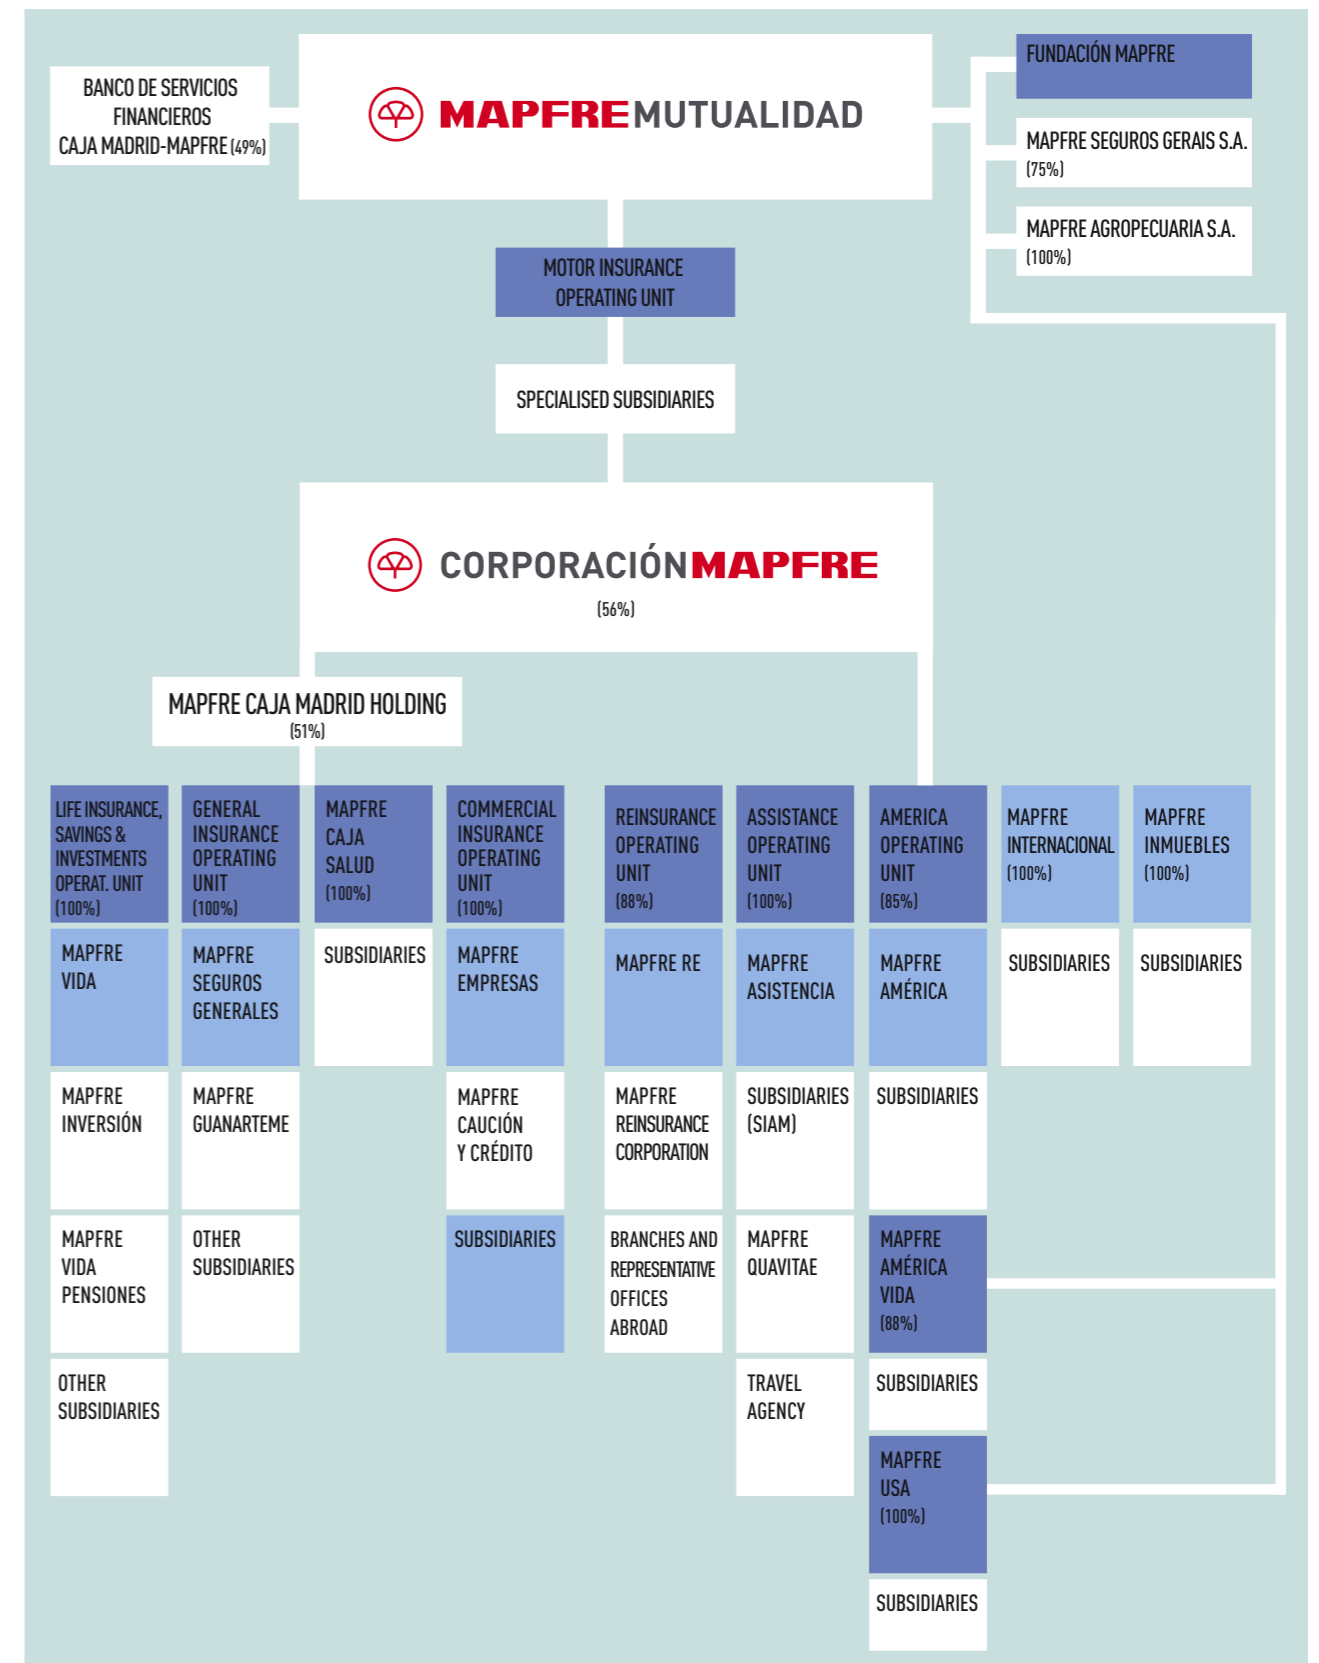 BANCO DE SERVICIOS
FINANCIEROS
CAJA MADRID-MAPFRE (49%)
MAPFRE MUTUALIDAD
FUNDACIÓN MAPFRE
MAPFRE SEGUROS GERAIS S.A.
(75%)
MAPFRE AGROPECUARIA S.A.
(100%)
MOTOR INSURANCE
OPERATING UNIT
SPECIALISED SUBSIDIARIES
CORPORACIÓN MAPFRE
(56%)
MAPFRE CAJA MADRID HOLDING
(51%)
LIFE INSURANCE,
SAVINGS &
INVESTMENTS
OPERAT. UNIT
(100%)
GENERAL
INSURANCE
OPERATING
UNIT
(100%)
MAPFRE
CAJA
SALUD
(100%)
COMMERCIAL
INSURANCE
OPERATING
UNIT
(100%)
REINSURANCE
OPERATING
UNIT
(88%)
ASSISTANCE
OPERATING
UNIT
(100%)
AMERICA
OPERATING
UNIT
(85%)
MAPFRE
INTERNACIONAL
(100%)
MAPFRE
INMUEBLES
(100%)
MAPFRE
VIDA
MAPFRE
SEGUROS
GENERALES
SUBSIDIARIES
MAPFRE
EMPRESAS
MAPFRE RE
MAPFRE
ASISTENCIA
MAPFRE
AMÉRICA
SUBSIDIARIES
SUBSIDIARIES
MAPFRE
INVERSIÓN
MAPFRE
GUANARTEME
MAPFRE
CAUCIÓN
Y CRÉDITO
MAPFRE
REINSURANCE
CORPORATION
SUBSIDIARIES
(SIAM)
SUBSIDIARIES
MAPFRE
VIDA
PENSIONES
OTHER
SUBSIDIARIES
SUBSIDIARIES
BRANCHES AND
REPRESENTATIVE
OFFICES
ABROAD
MAPFRE
QUAVITAE
MAPFRE
AMÉRICA
VIDA
(88%)
OTHER
SUBSIDIARIES
TRAVEL
AGENCY
SUBSIDIARIES
MAPFRE
USA
(100%)
SUBSIDIARIES